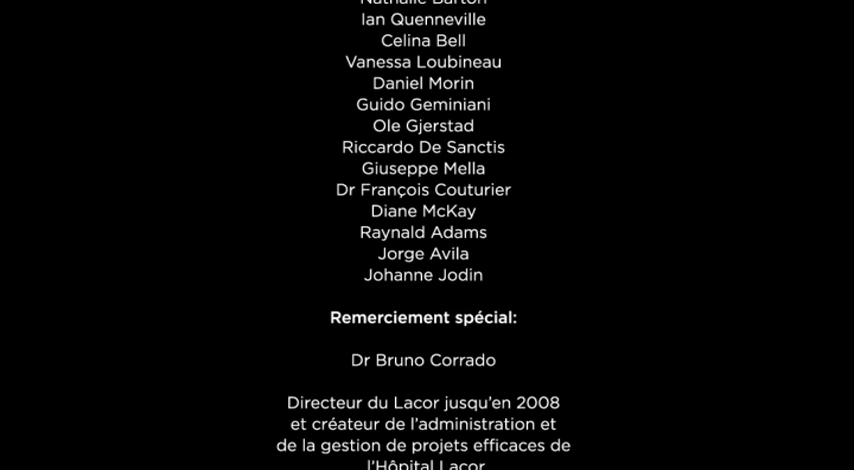 Nathalie Barton
Ian Quenneville
Celina Bell
Vanessa Loubineau
Daniel Morin
Guido Geminiani
Ole Gjerstad
Riccardo De Sanctis
Giuseppe Mella
Dr François Couturier
Diane McKay
Raynald Adams
Jorge Avila
Johanne Jodin
Remerciement spécial:
Dr Bruno Corrado
Directeur du Lacor jusqu’en 2008
et créateur de l’administration et
de la gestion de projets efficaces de
l’Hôpital Lacor